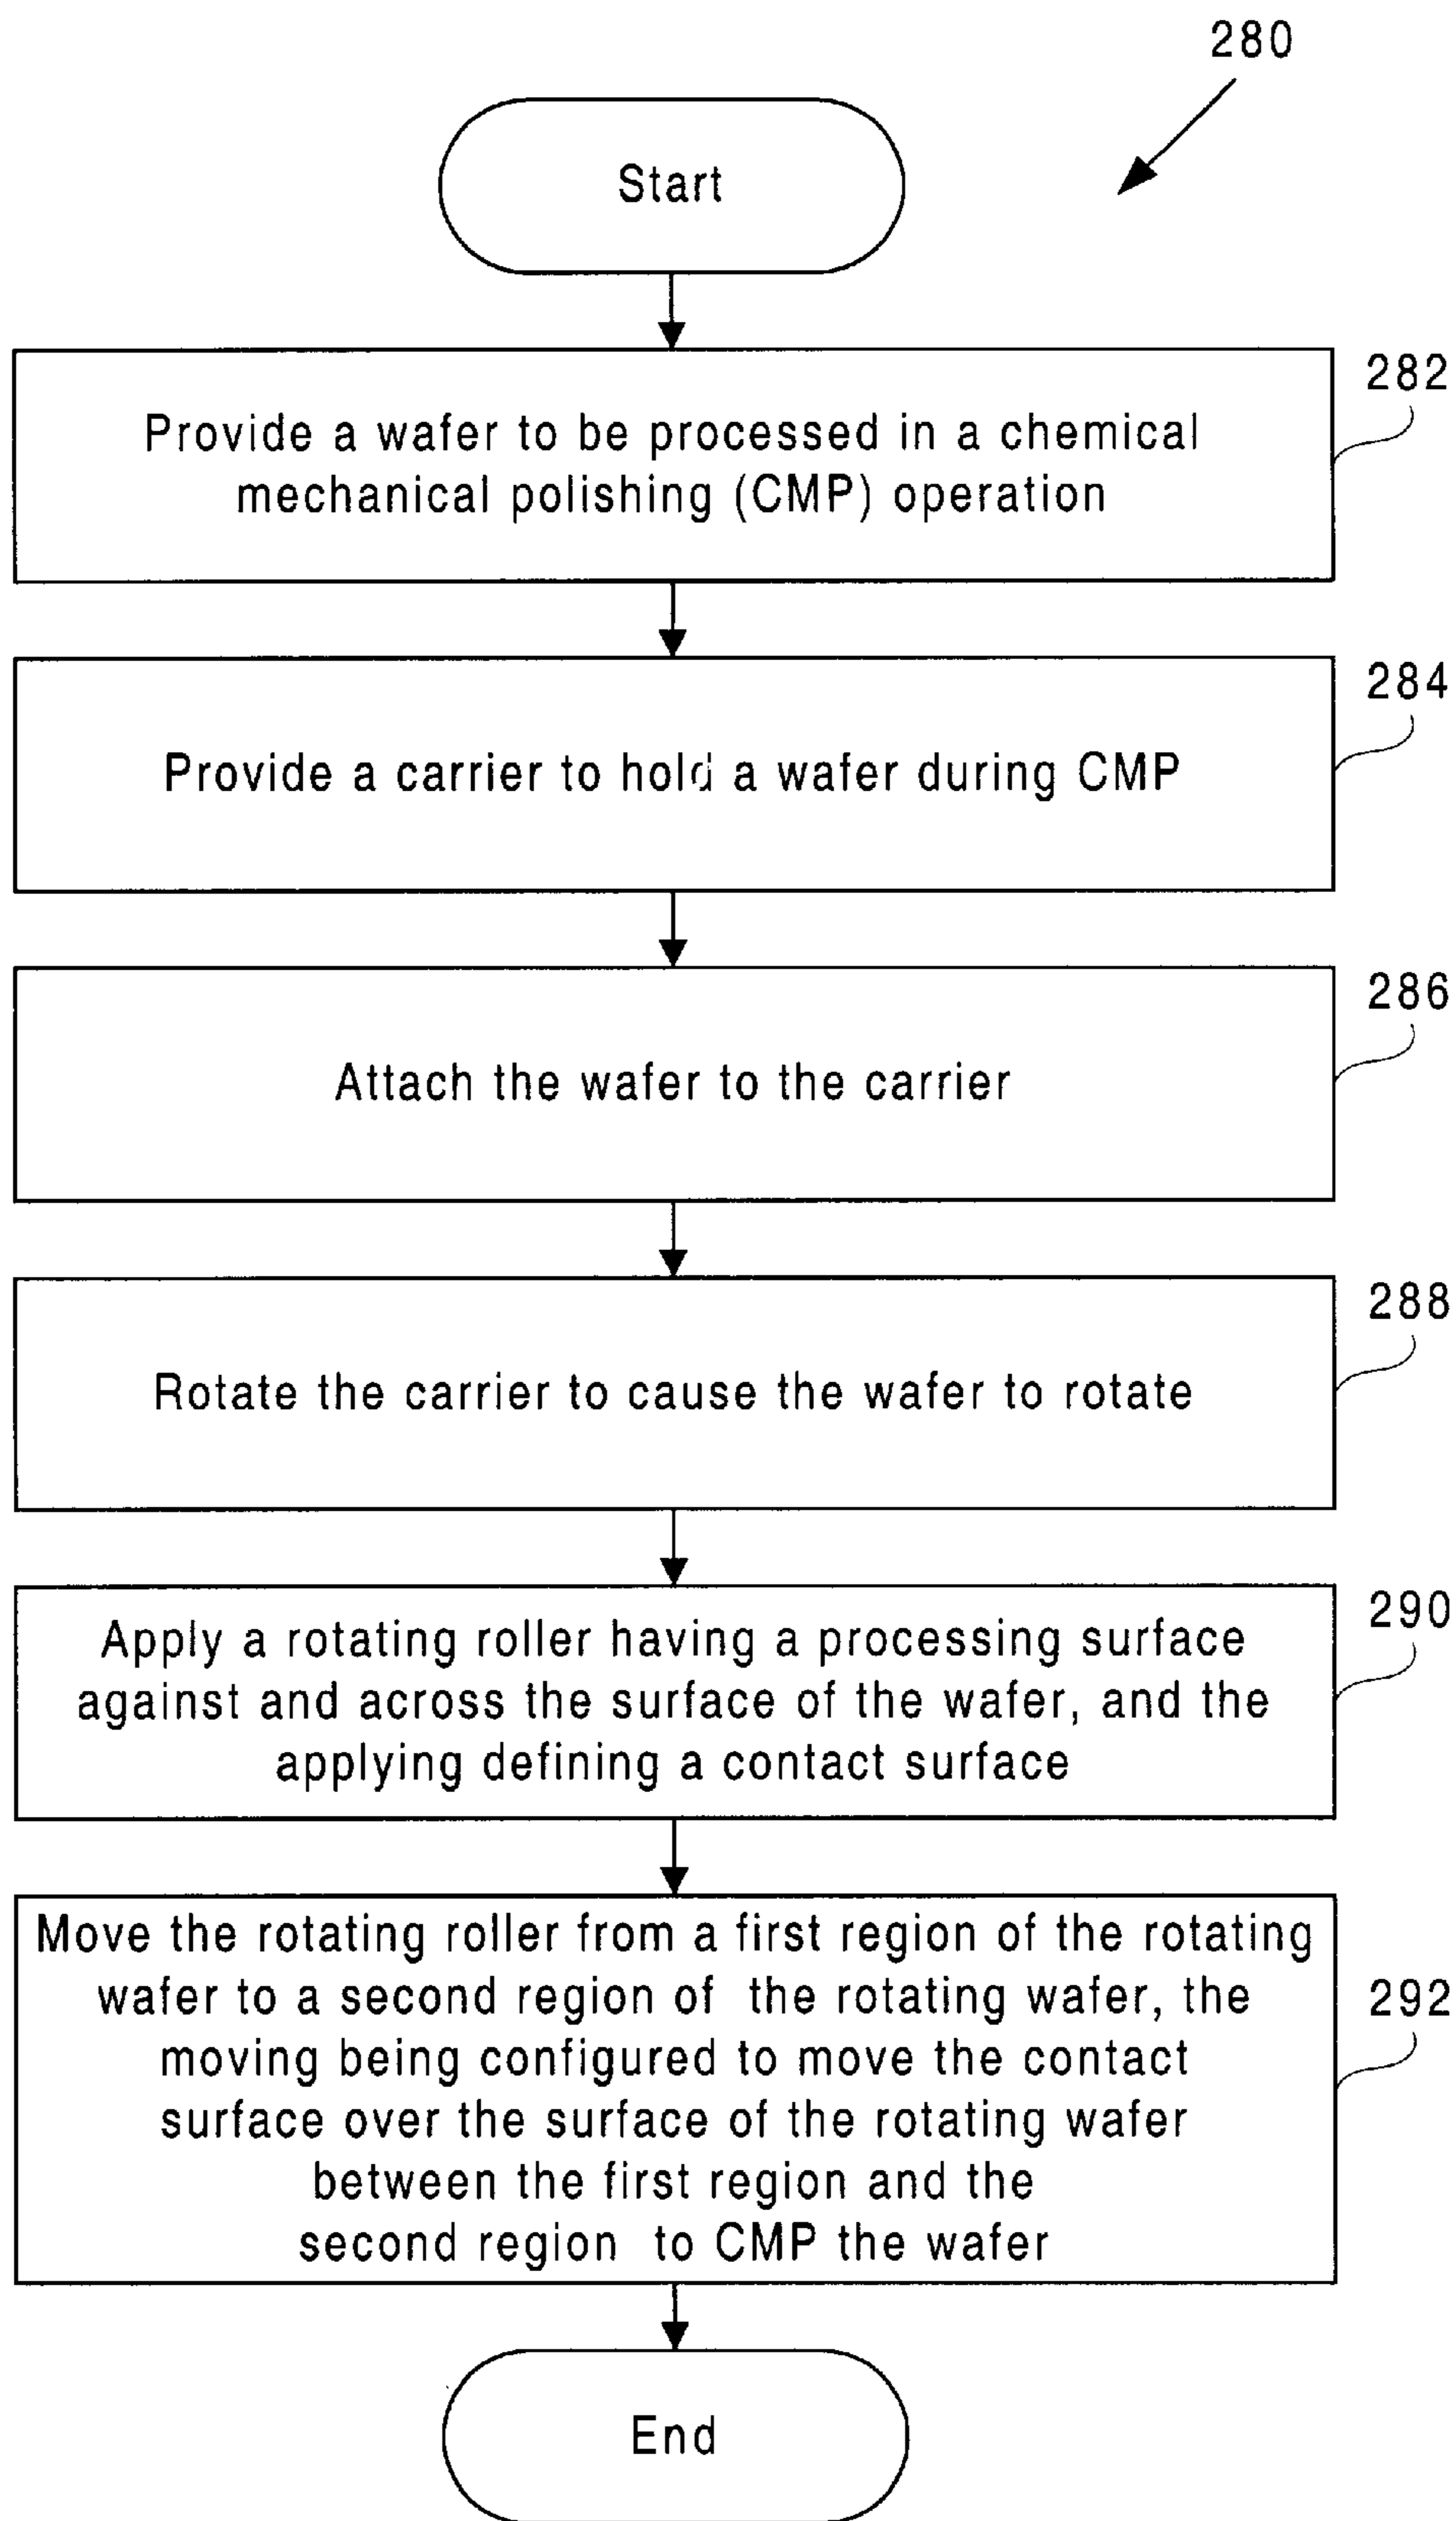 280
Start
282
Provide a wafer to be processed in a chemical
mechanical polishing (CMP) operation
284
Provide a carrier to hold a wafer during CMP
286
Attach the wafer to the carrier
288
Rotate the carrier to cause the wafer to rotate
290
Apply a rotating roller having a processing surface
against and across the surface of the wafer, and the
applying defining a contact surface
292
Move the rotating roller from a first region of the rotating
wafer to a second region of the rotating wafer, the
moving being configured to move the contact
surface over the surface of the rotating wafer
between the first region and the
second region to CMP the wafer
End